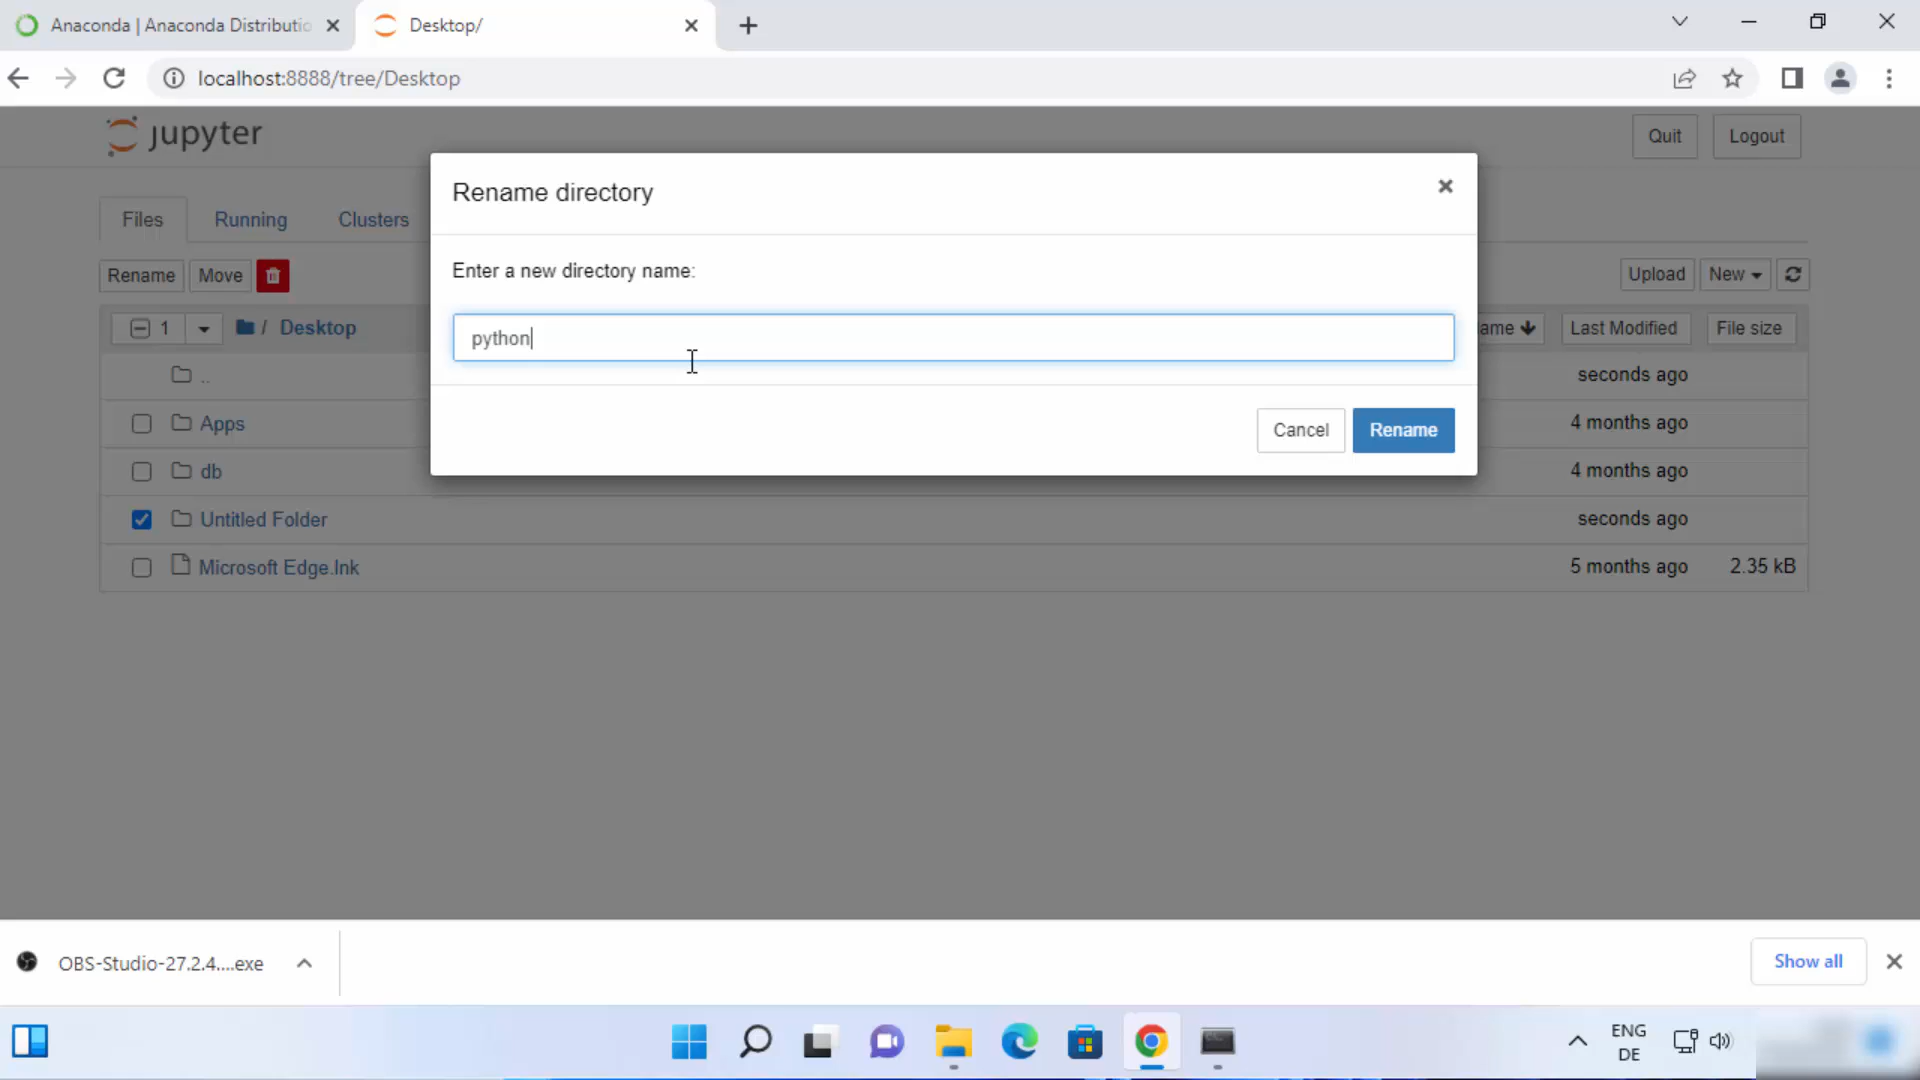 Anaconda | Anaconda Distributio
Desktop/
localhost:8888/tree/Desktop
jupyter
Quit
Logout
Rename directory
Files
Running
Clusters
Enter a new directory name:
Rename
Move
Upload
New
python
1
/ Desktop
ame
Last Modified
File size
..
seconds ago
Apps
4 months ago
Cancel
Rename
db
4 months ago
Untitled Folder
seconds ago
Microsoft Edge.lnk
5 months ago
2.35 kB
OBS-Studio-27.2.4....exe
Show all
ENG
DE